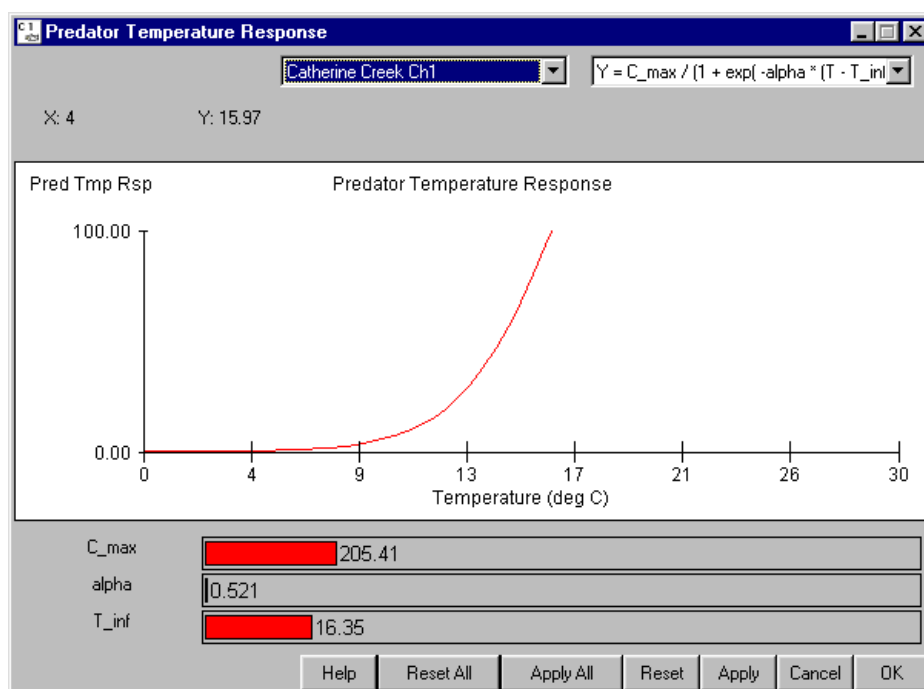 Predator Temperature Response
Catherine Creek Ch1 Y = C_max / (1 + exp( -alpha * (T - T_inf
X: 4 Y: 15.97
Pred Tmp Rsp Predator Temperature Response
100.00
0.00
0 4 9 13 17 21 26 30
Temperature (deg C)
C_max 205.41
alpha 0.521
T_inf 16.35
Help Reset All Apply All Reset Apply Cancel OK